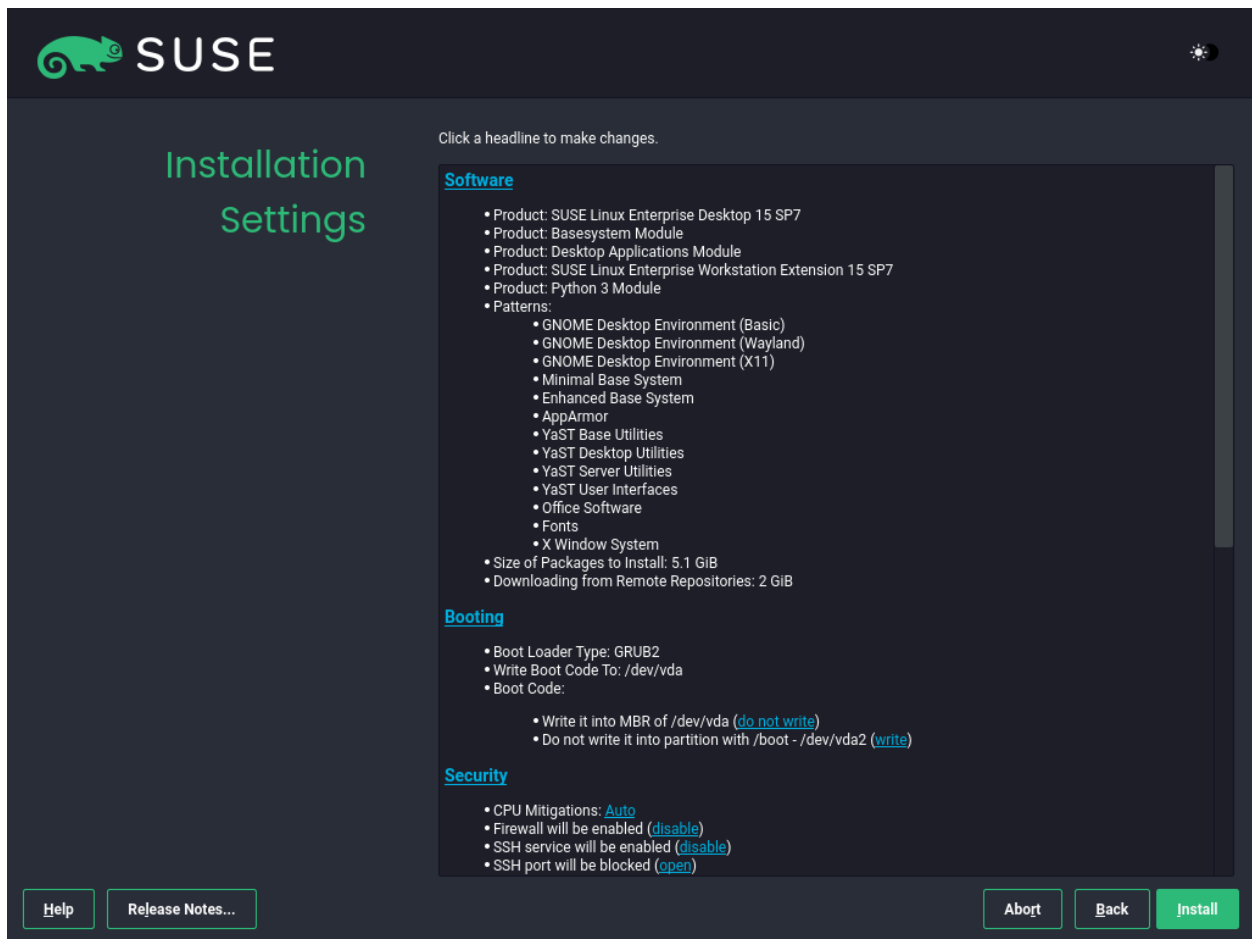 SUSE
Installation
Settings
Click a headline to make changes.
Software
• Product: SUSE Linux Enterprise Desktop 15 SP7
• Product: Basesystem Module
• Product: Desktop Applications Module
• Product: SUSE Linux Enterprise Workstation Extension 15 SP7
• Product: Python 3 Module
• Patterns:
• GNOME Desktop Environment (Basic)
• GNOME Desktop Environment (Wayland)
• GNOME Desktop Environment (X11)
• Minimal Base System
• Enhanced Base System
• AppArmor
• YaST Base Utilities
• YaST Desktop Utilities
• YaST Server Utilities
• YaST User Interfaces
• Office Software
• Fonts
• X Window System
• Size of Packages to Install: 5.1 GiB
• Downloading from Remote Repositories: 2 GiB
Booting
• Boot Loader Type: GRUB2
• Write Boot Code To: /dev/vda
• Boot Code:
• Write it into MBR of /dev/vda (do not write)
• Do not write it into partition with /boot - /dev/vda2 (write)
Security
• CPU Mitigations: Auto
• Firewall will be enabled (disable)
• SSH service will be enabled (disable)
• SSH port will be blocked (open)
Help Release Notes... Abort Back Install